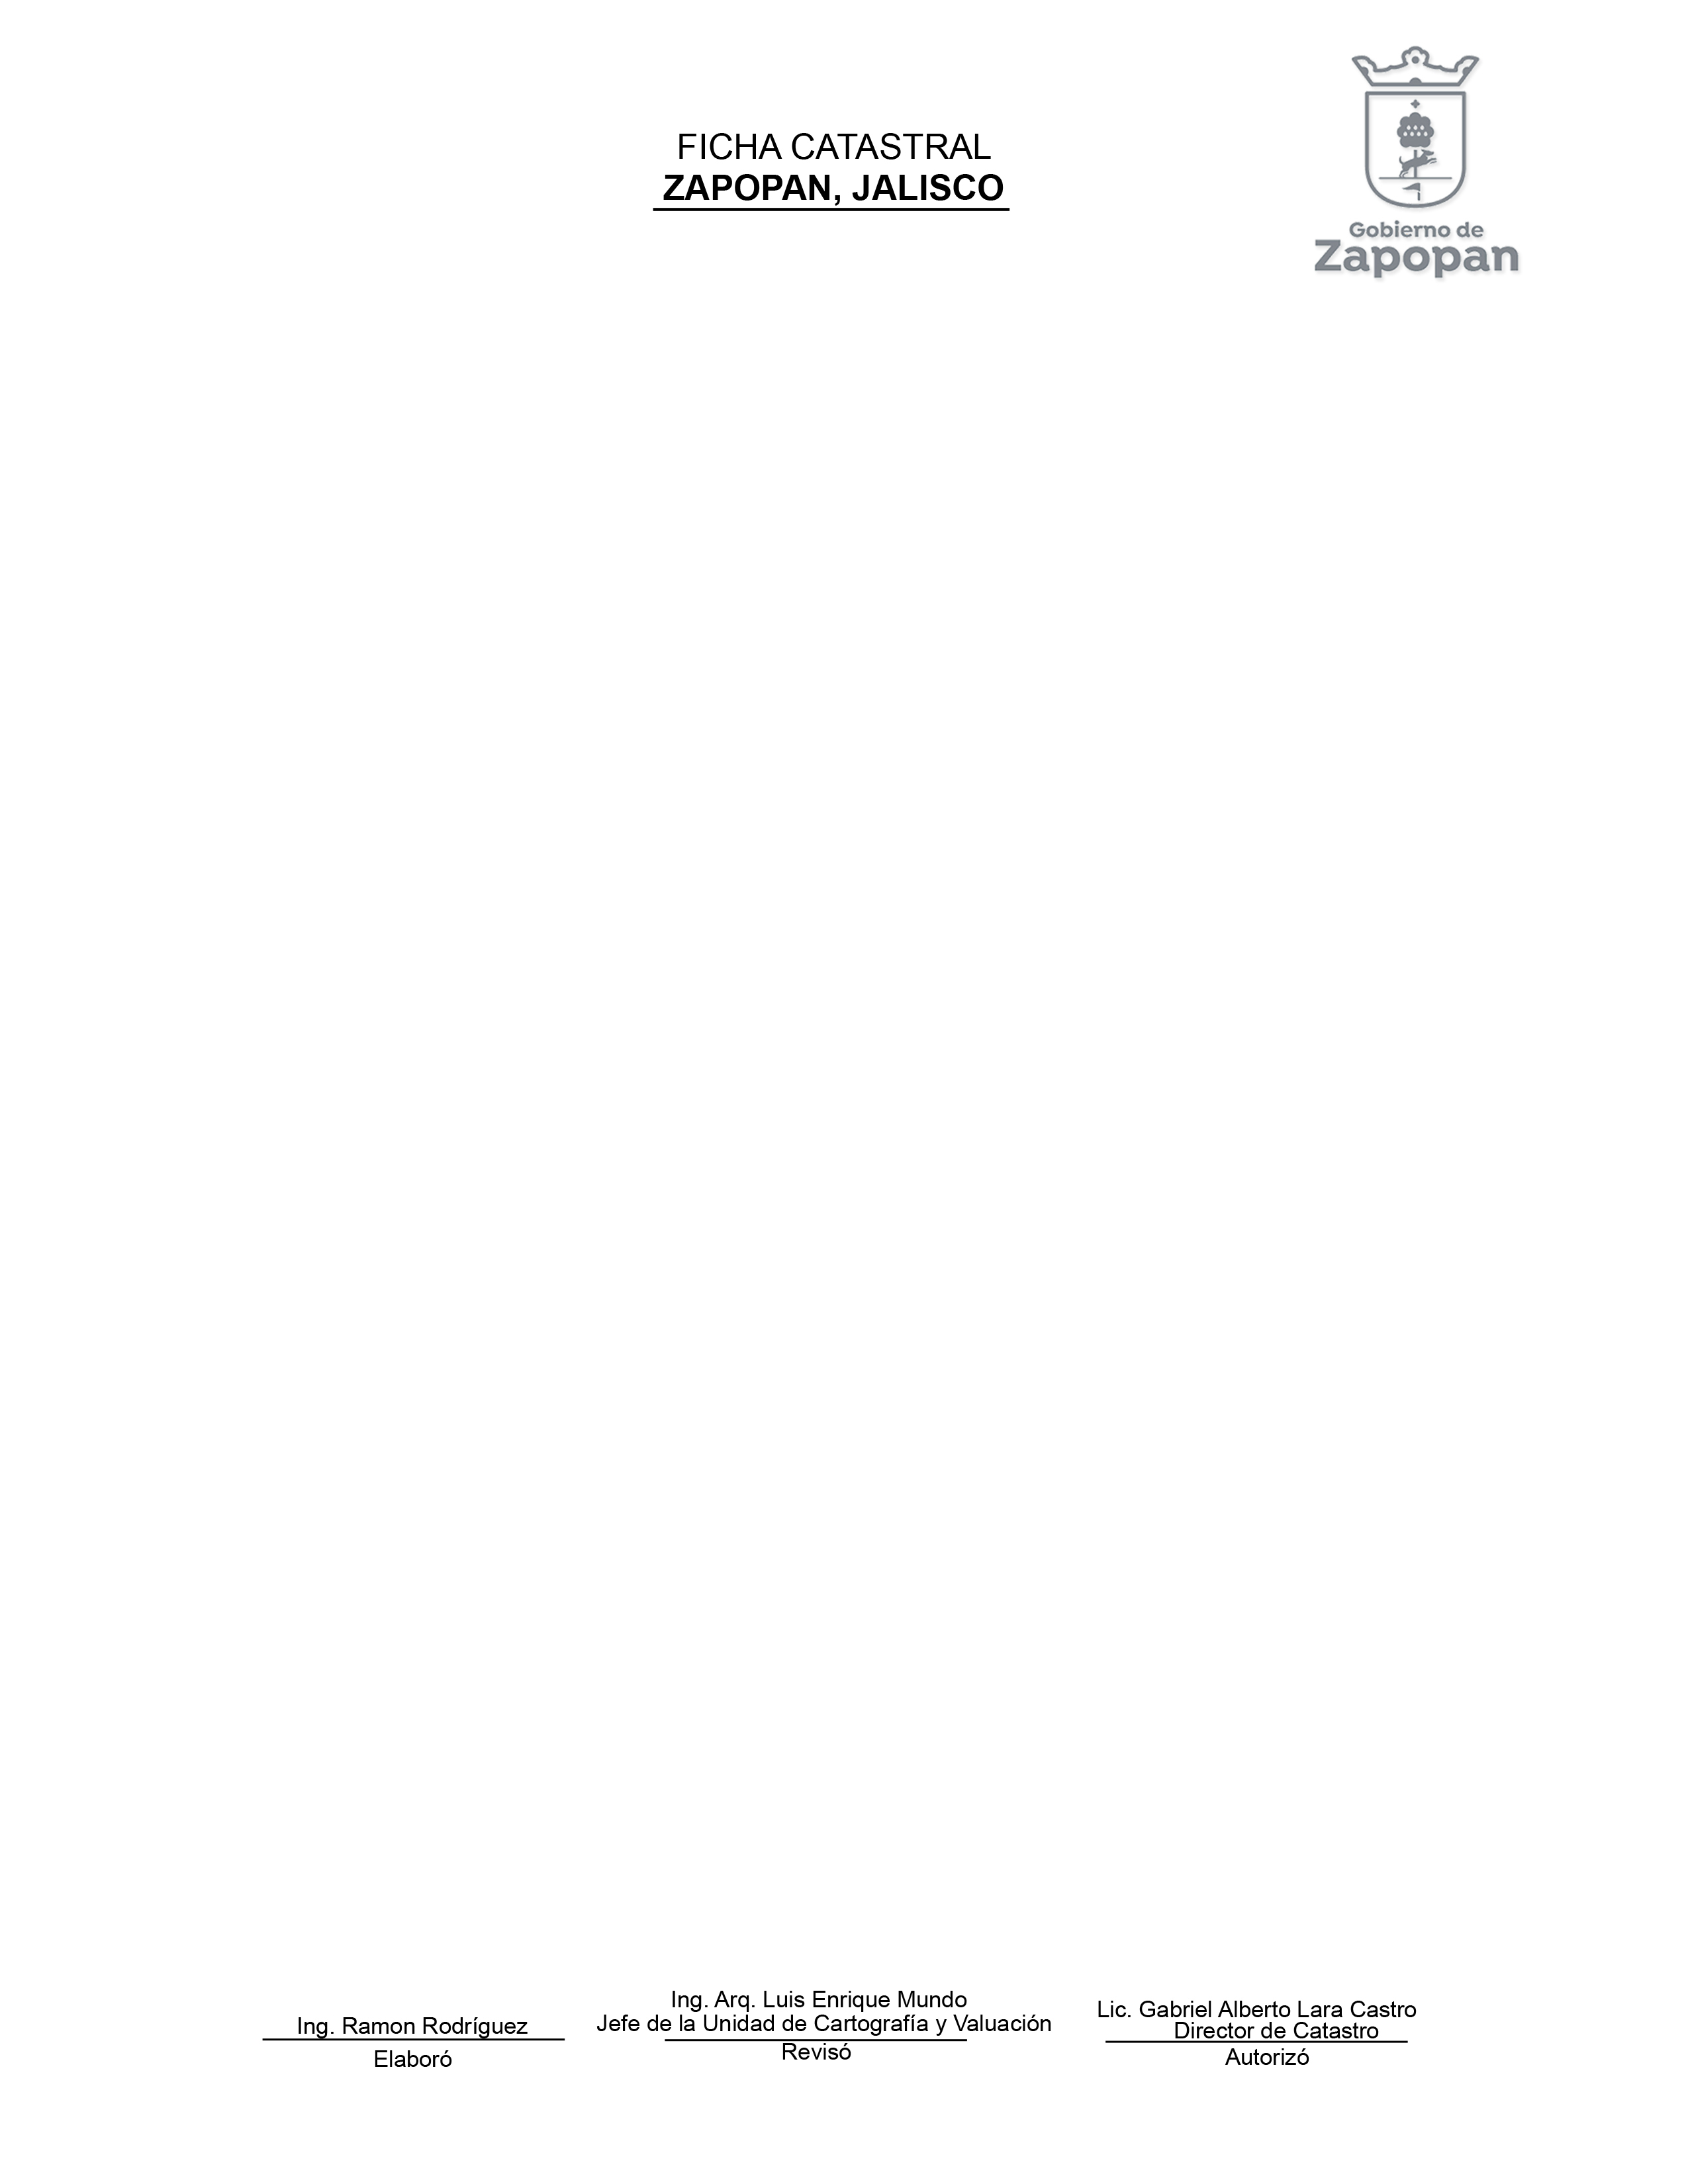 FICHA CATASTRAL
ZAPOPAN, JALISCO
Gobierno de
Zapopan
Ing. Ramon Rodríguez
Elaboró
Ing. Arq. Luis Enrique Mundo
Jefe de la Unidad de Cartografía y Valuación
Revisó
Lic. Gabriel Alberto Lara Castro
Director de Catastro
Autorizó